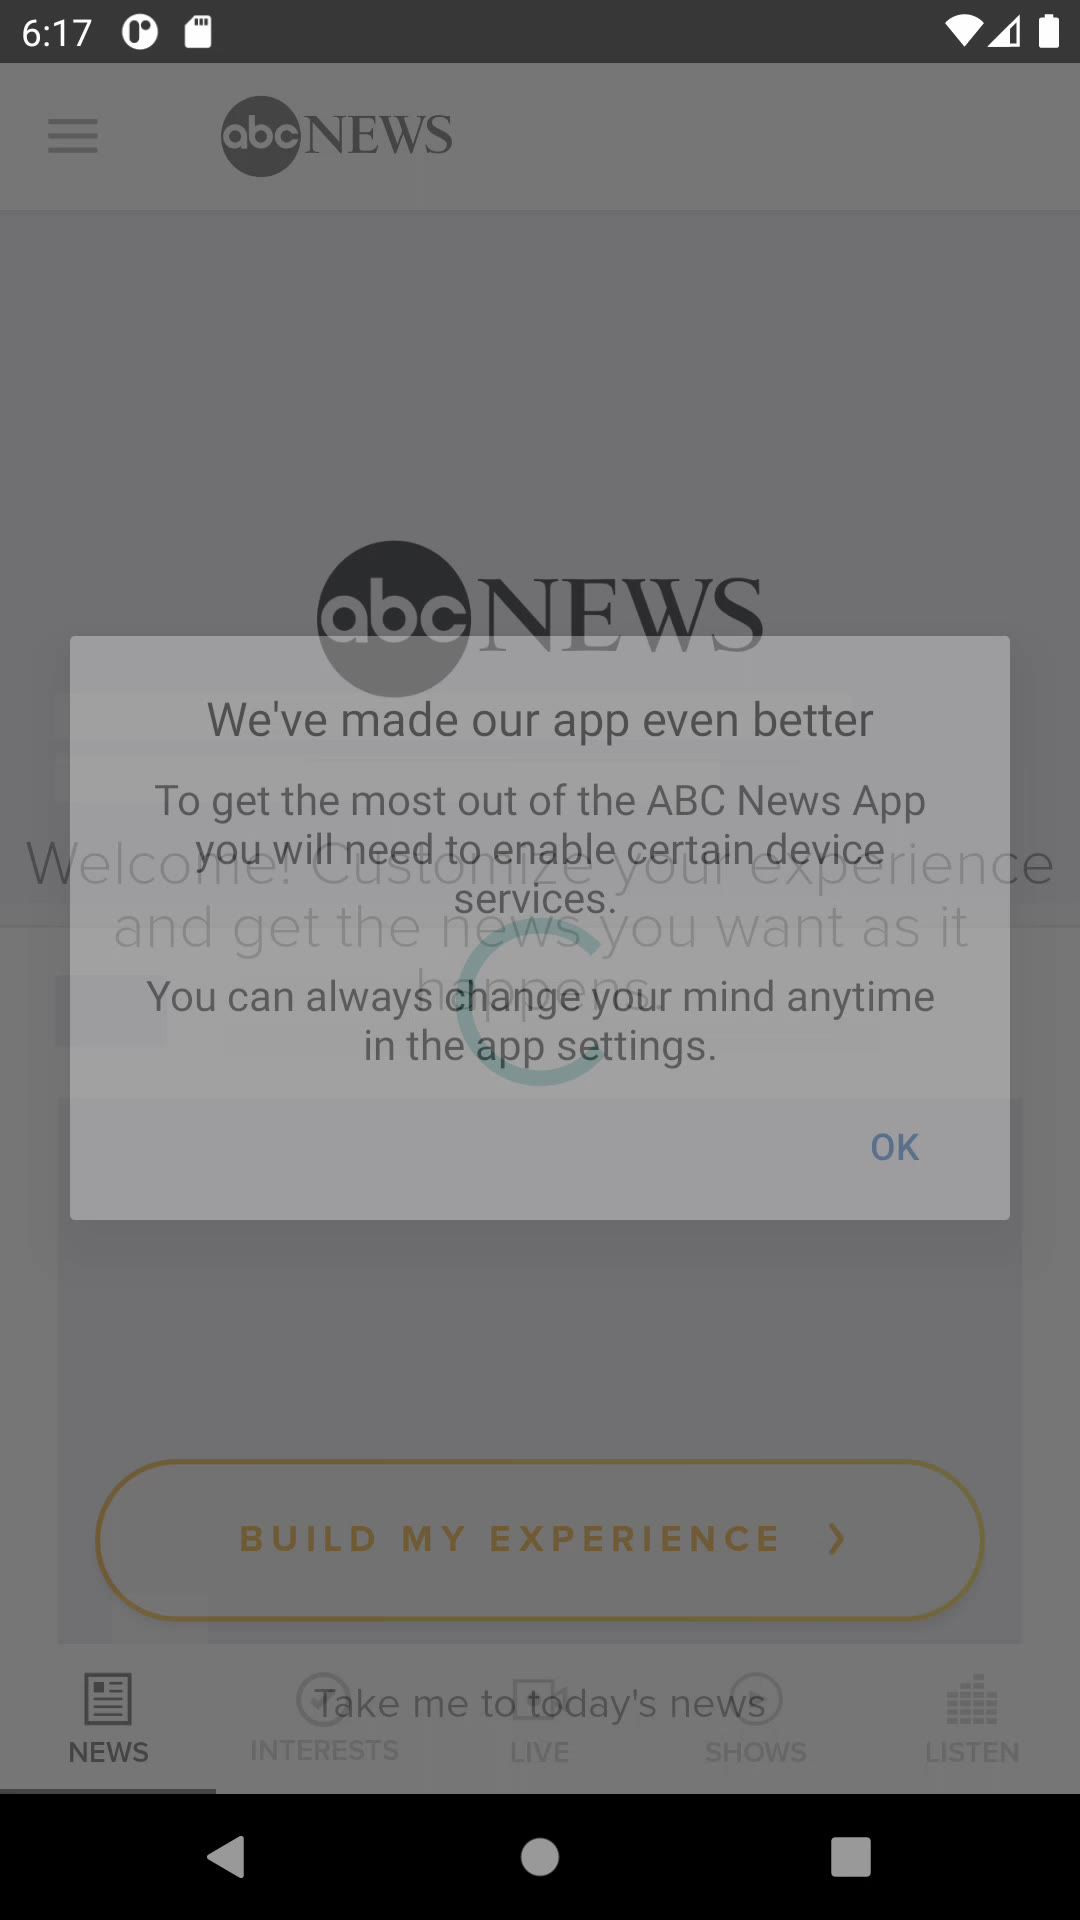 6:17
abc NEWS
abc NEWS
We've made our app even better
To get the most out of the ABC News App
you will need to enable certain device
services.
Welcome! Customize your experience
and get the news you want as it
happens.
You can always change your mind anytime
in the app settings.
OK
BUILD MY EXPERIENCE
Take me to today's news
NEWS
INTERESTS
LIVE
SHOWS
LISTEN